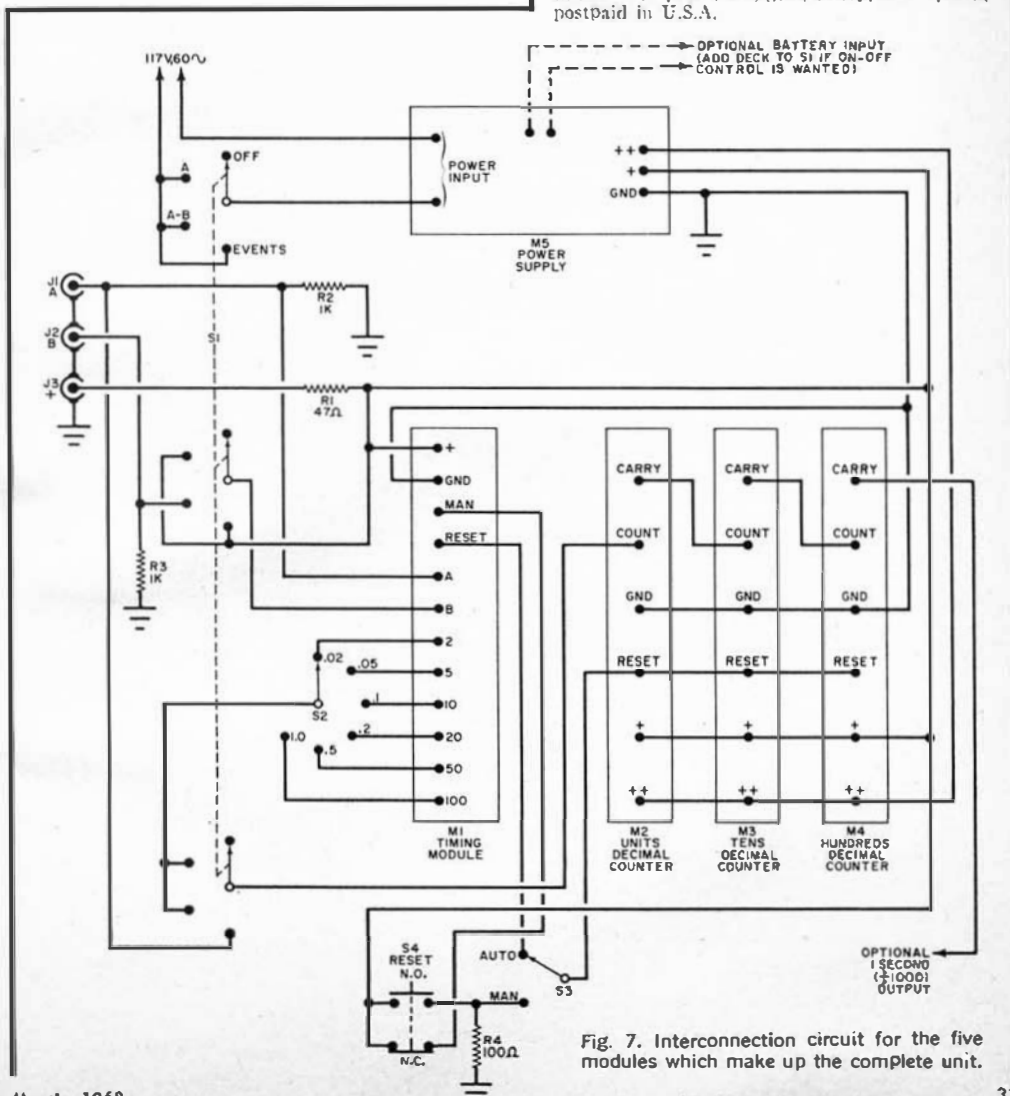 postpaid in U.S.A.
117V,60∿
OPTIONAL BATTERY INPUT
(ADD DECK TO S1 IF ON-OFF
CONTROL IS WANTED)
OFF
A
A-B
EVENTS
POWER
INPUT
++
+
GND
M5
POWER
SUPPLY
J1
A
J2
B
J3
+
S1
R2
1K
R1
47Ω
R3
1K
+
GND
MAN
RESET
A
B
2
5
10
20
50
100
.02
.05
.1
.2
.5
1.0
S2
M1
TIMING
MODULE
CARRY
CARRY
CARRY
COUNT
COUNT
COUNT
GND
GND
GND
RESET
RESET
RESET
+
+
+
++
++
++
M2
UNITS
DECIMAL
COUNTER
M3
TENS
DECIMAL
COUNTER
M4
HUNDREDS
DECIMAL
COUNTER
S4
RESET
N.O.
N.C.
AUTO
MAN
S3
R4
100Ω
OPTIONAL
1 SECOND
(÷100)
OUTPUT
Fig. 7. Interconnection circuit for the five
modules which make up the complete unit.